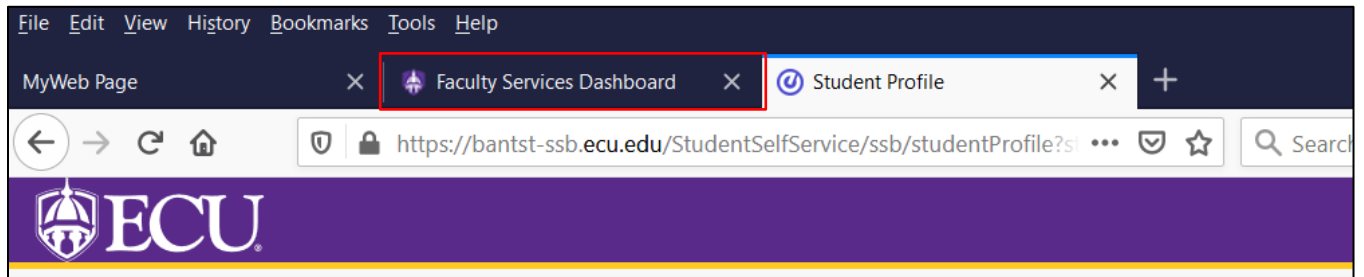 File Edit View History Bookmarks Tools Help
MyWeb Page Faculty Services Dashboard Student Profile
https://bantst-ssb.ecu.edu/StudentSelfService/ssb/studentProfile?s Search
ECU